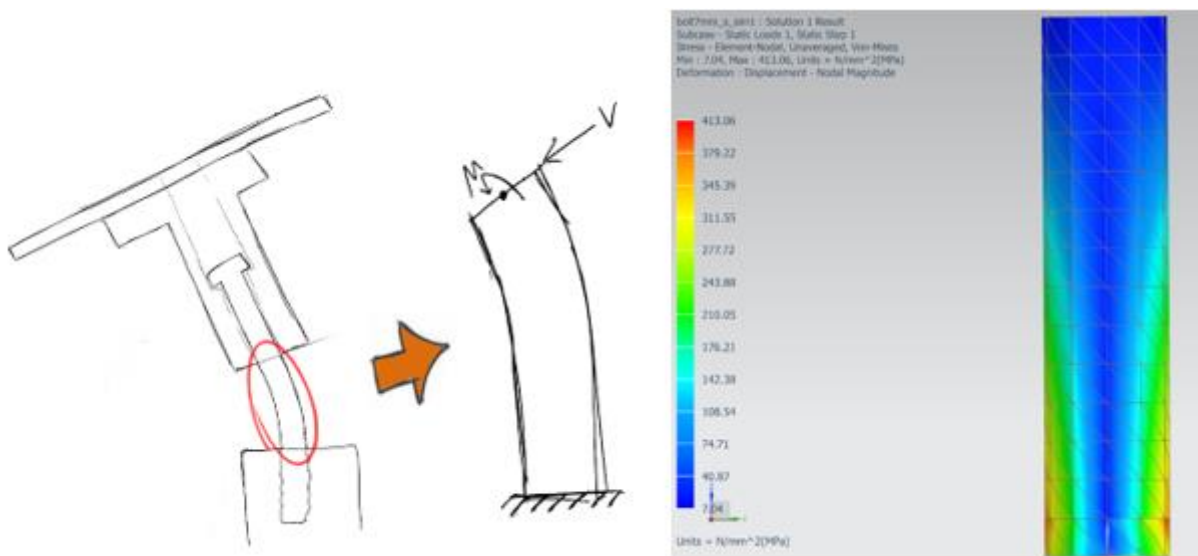 M
V
bolt7mm_s_sim1 : Solution 1 Result
Subcase - Static Loads 1, Static Step 1
Stress - Element-Nodal, Unaveraged, Von-Mises
Min : 7.04, Max : 413.06, Units = N/mm^2(MPa)
Deformation : Displacement - Nodal Magnitude
413.06
379.22
345.39
311.55
277.72
243.88
210.05
176.21
142.38
108.54
74.71
40.87
7.04
Units = N/mm^2(MPa)